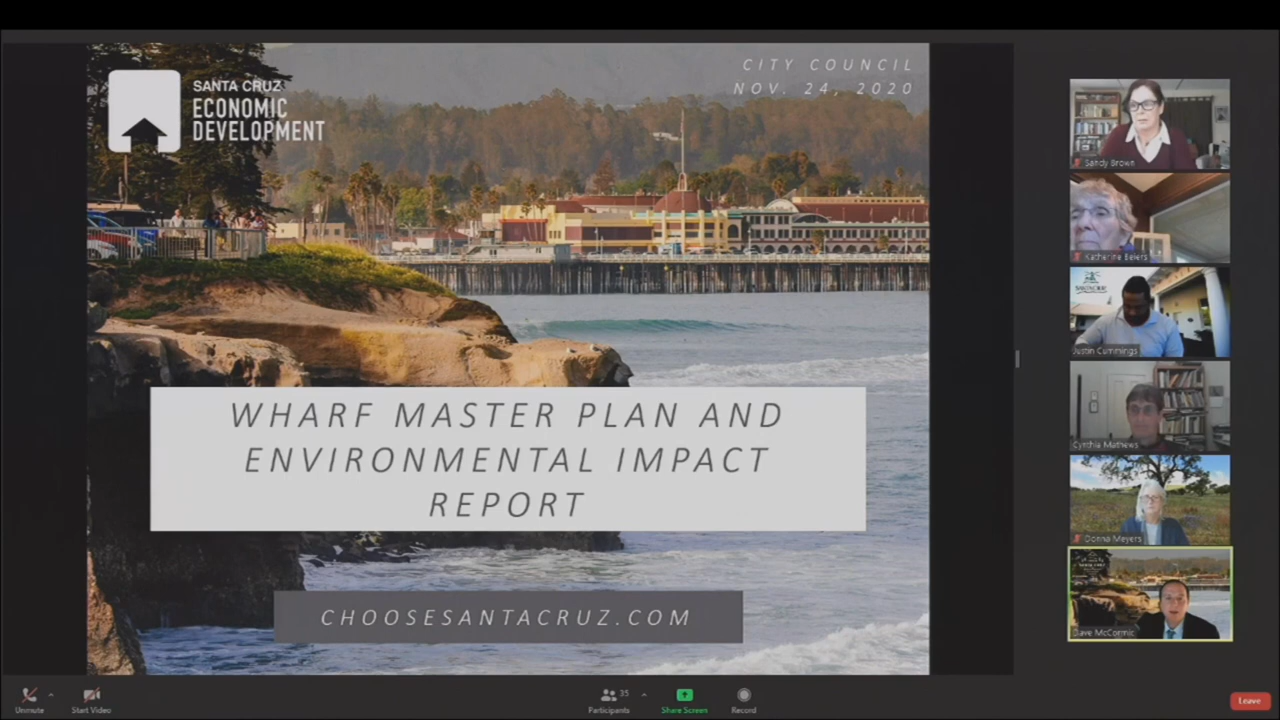 SANTA CRUZ
ECONOMIC
DEVELOPMENT
CITY COUNCIL
NOV. 24, 2020
WHARF MASTER PLAN AND
ENVIRONMENTAL IMPACT
REPORT
CHOOSESANTACRUZ.COM
Sandy Brown
Katherine Beiers
Justin Cummings
Cynthia Mathews
Donna Meyers
Dave McCormic
Unmute
Start Video
Participants
35
Share Screen
Record
Leave